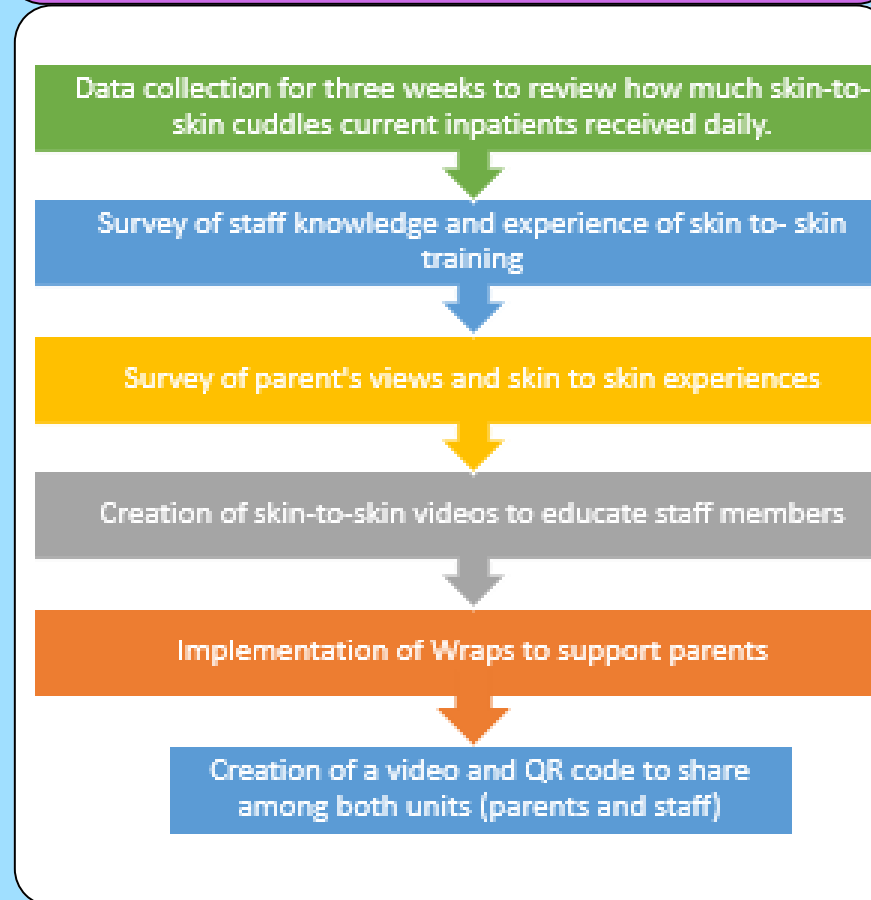 Data collection for three weeks to review how much skin-to-
skin cuddles current inpatients received daily.
Survey of staff knowledge and experience of skin to- skin
training
Survey of parent's views and skin to skin experiences
Creation of skin-to-skin videos to educate staff members
Implementation of Wraps to support parents
Creation of a video and QR code to share
among both units (parents and staff)